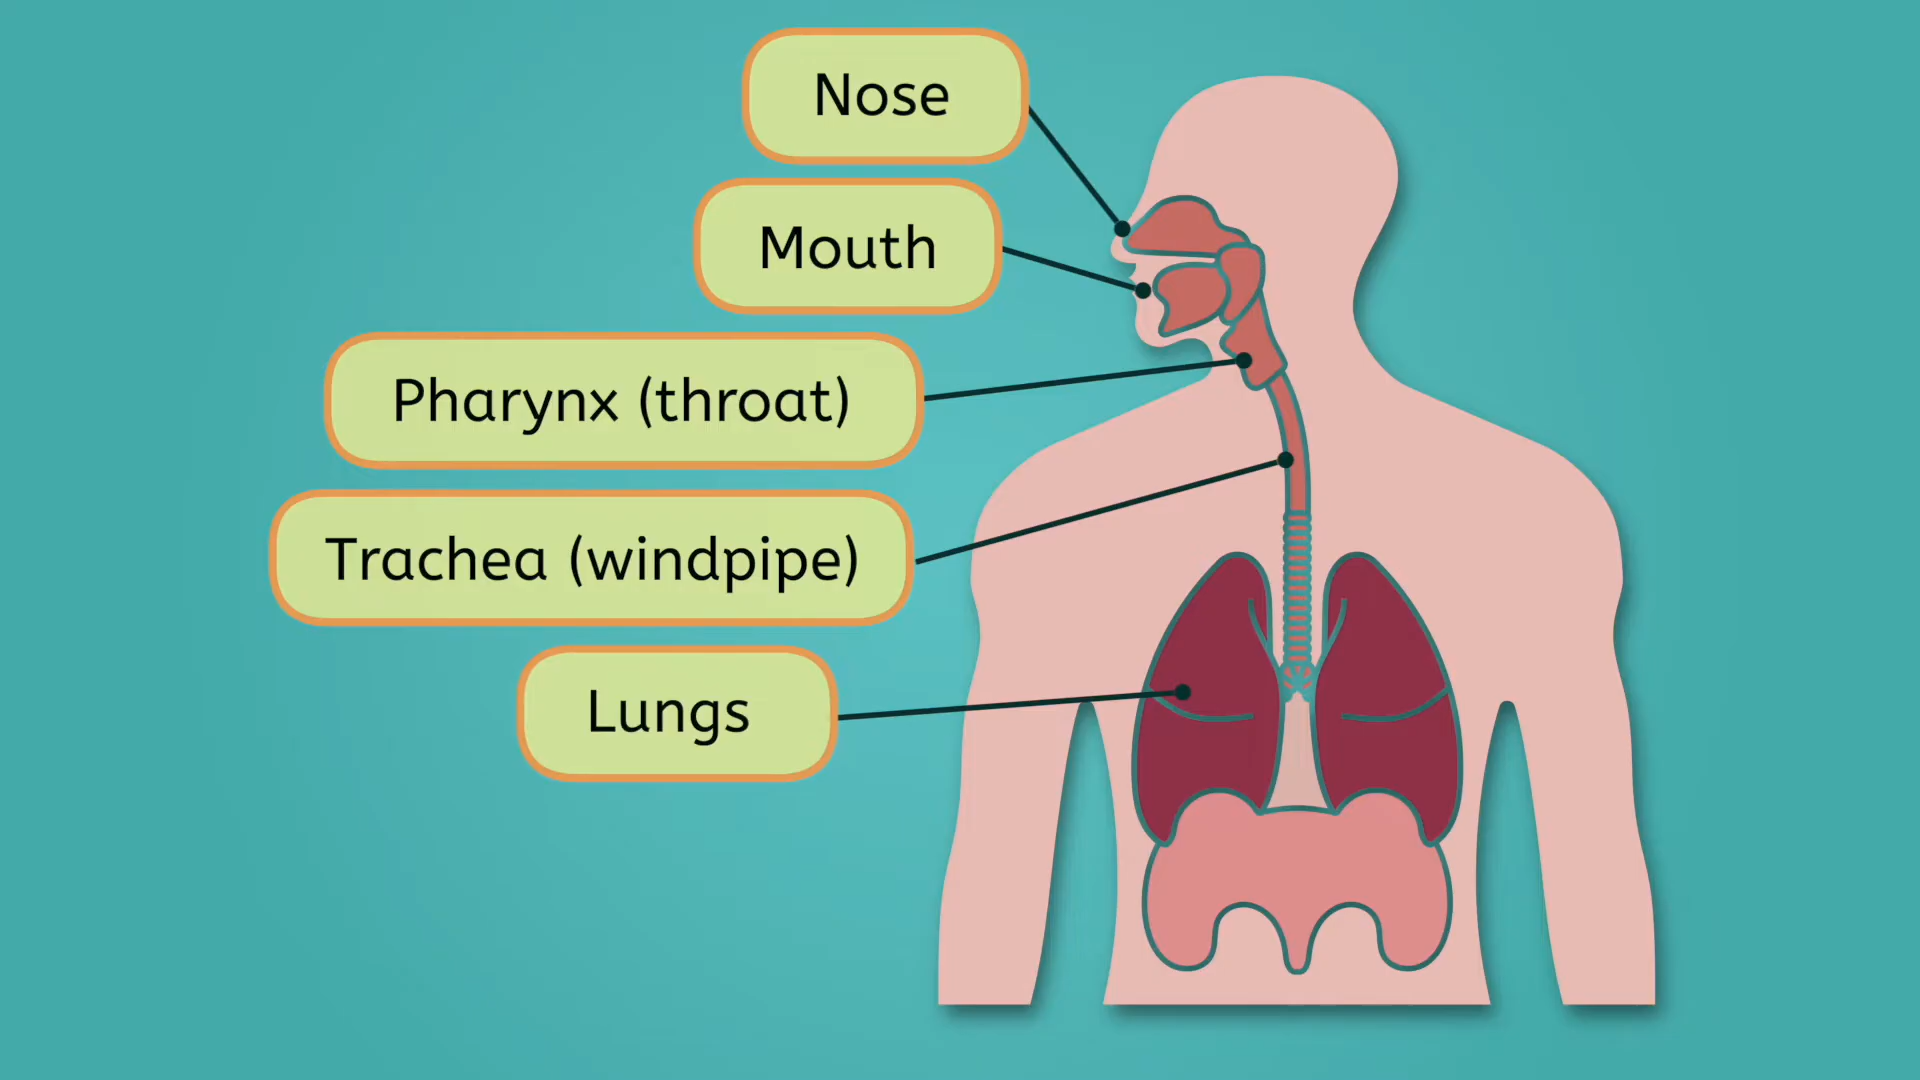 Nose
Mouth
Pharynx (throat)
Trachea (windpipe)
Lungs